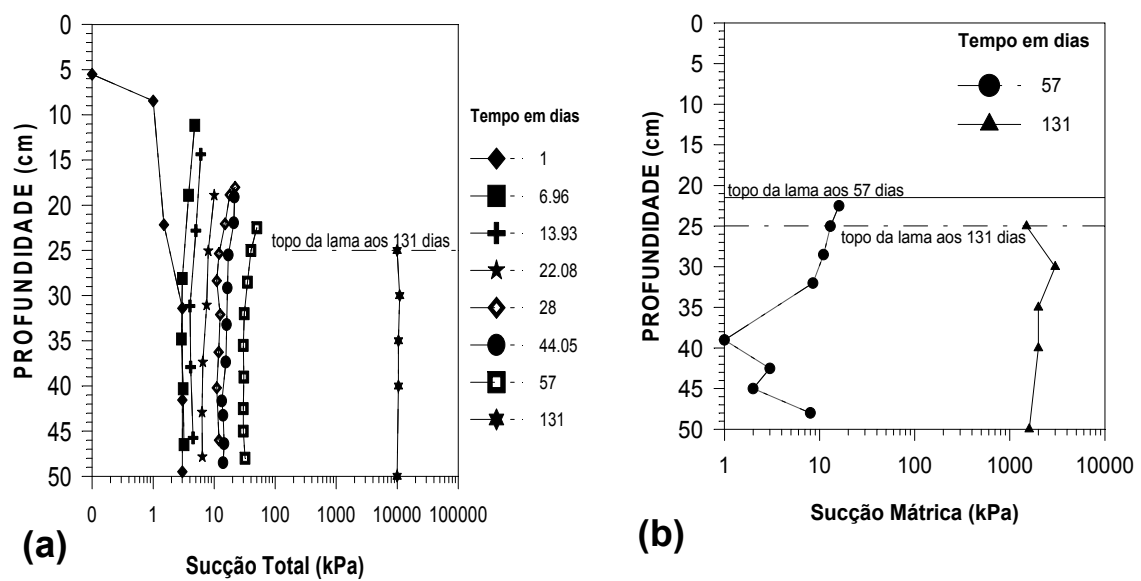 0
5
10
15
20
25
30
35
40
45
50
PROFUNDIDADE (cm)
topo da lama aos 131 dias
0 1 10 100 1000 10000 100000
Sucção Total (kPa)
(a)
Tempo em dias
1
6.96
13.93
22.08
28
44.05
57
131
0
5
10
15
20
25
30
35
40
45
50
PROFUNDIDADE (cm)
Tempo em dias
57
131
topo da lama aos 57 dias
topo da lama aos 131 dias
1 10 100 1000 10000
Sucção Mátrica (kPa)
(b)